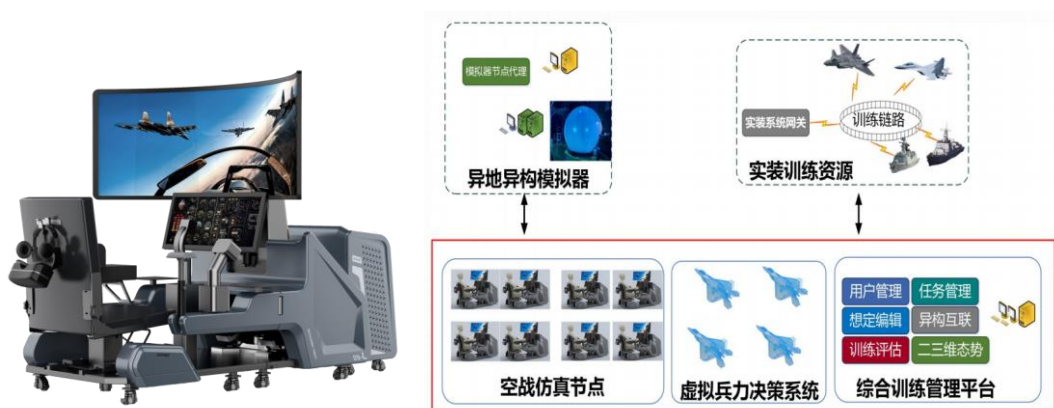 模拟器节点代理
异地异构模拟器
实装系统网关
训练链路
实装训练资源
空战仿真节点
虚拟兵力决策系统
用户管理
任务管理
想定编辑
异构互联
训练评估
二三维态势
综合训练管理平台